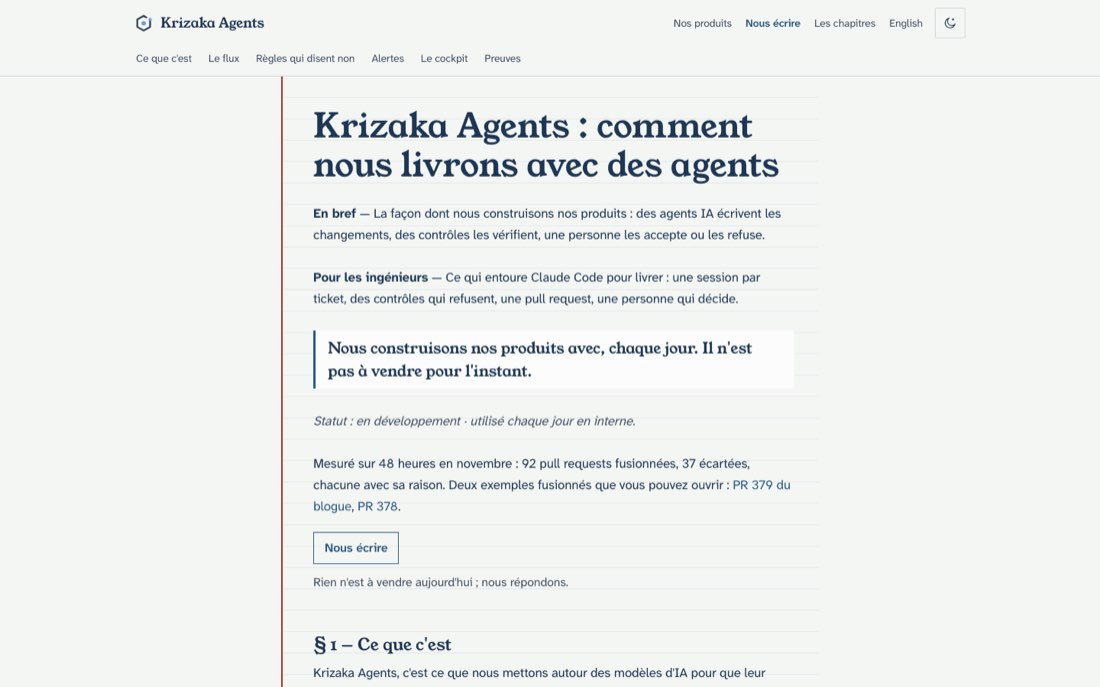 Krizaka Agents
Nos produits Nous écrire Les chapitres English
Ce que c'est Le flux Règles qui disent non Alertes Le cockpit Preuves
Krizaka Agents : comment
nous livrons avec des agents
En bref — La façon dont nous construisons nos produits : des agents IA écrivent les
changements, des contrôles les vérifient, une personne les accepte ou les refuse.
Pour les ingénieurs — Ce qui entoure Claude Code pour livrer : une session par
ticket, des contrôles qui refusent, une pull request, une personne qui décide.
Nous construisons nos produits avec, chaque jour. Il n'est
pas à vendre pour l'instant.
Statut : en développement · utilisé chaque jour en interne.
Mesuré sur 48 heures en novembre : 92 pull requests fusionnées, 37 écartées,
chacune avec sa raison. Deux exemples fusionnés que vous pouvez ouvrir : PR 379 du
blogue, PR 378.
Nous écrire
Rien n'est à vendre aujourd'hui ; nous répondons.
§ 1 — Ce que c'est
Krizaka Agents, c'est ce que nous mettons autour des modèles d'IA pour que leur